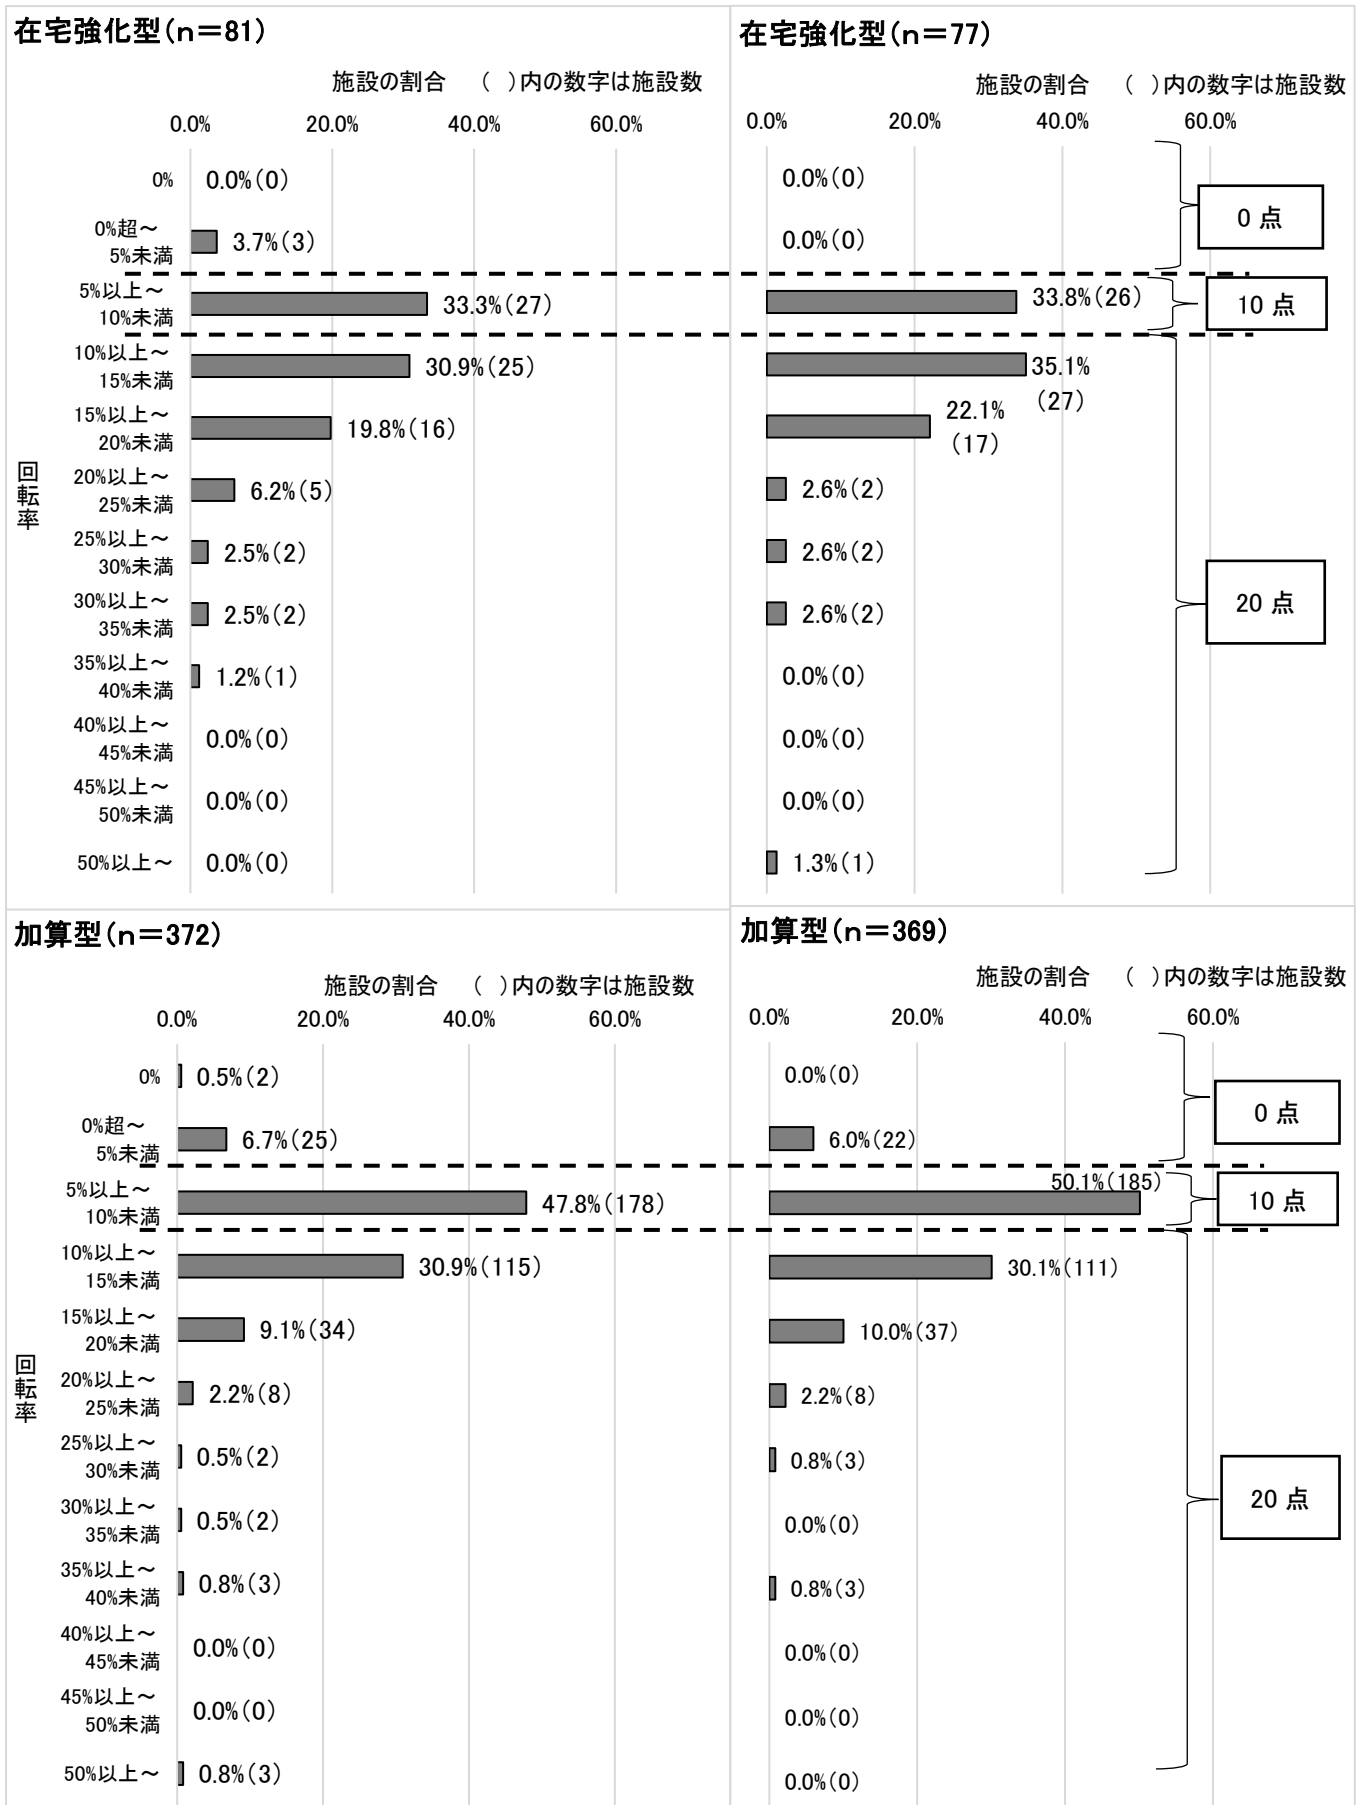 在宅強化型(n=81)
施設の割合 ( )内の数字は施設数
0.0% 20.0% 40.0% 60.0%
0% 0.0%(0)
0%超~
5%未満 3.7%(3)
5%以上~
10%未満 33.3%(27)
10%以上~
15%未満 30.9%(25)
15%以上~
20%未満 19.8%(16)
20%以上~
25%未満 6.2%(5)
25%以上~
30%未満 2.5%(2)
30%以上~
35%未満 2.5%(2)
35%以上~
40%未満 1.2%(1)
40%以上~
45%未満 0.0%(0)
45%以上~
50%未満 0.0%(0)
50%以上~ 0.0%(0)
回転率
在宅強化型(n=77)
施設の割合 ( )内の数字は施設数
0.0% 20.0% 40.0% 60.0%
0.0%(0)
0.0%(0)
0点
33.8%(26)
10点
35.1%
(27)
22.1%
(17)
2.6%(2)
2.6%(2)
2.6%(2)
20点
0.0%(0)
0.0%(0)
0.0%(0)
1.3%(1)
加算型(n=372)
施設の割合 ( )内の数字は施設数
0.0% 20.0% 40.0% 60.0%
0% 0.5%(2)
0%超~
5%未満 6.7%(25)
5%以上~
10%未満 47.8%(178)
10%以上~
15%未満 30.9%(115)
15%以上~
20%未満 9.1%(34)
20%以上~
25%未満 2.2%(8)
25%以上~
30%未満 0.5%(2)
30%以上~
35%未満 0.5%(2)
35%以上~
40%未満 0.8%(3)
40%以上~
45%未満 0.0%(0)
45%以上~
50%未満 0.0%(0)
50%以上~ 0.8%(3)
回転率
加算型(n=369)
施設の割合 ( )内の数字は施設数
0.0% 20.0% 40.0% 60.0%
0.0%(0)
0点
6.0%(22)
50.1%(185)
10点
30.1%(111)
10.0%(37)
2.2%(8)
0.8%(3)
20点
0.0%(0)
0.8%(3)
0.0%(0)
0.0%(0)
0.0%(0)